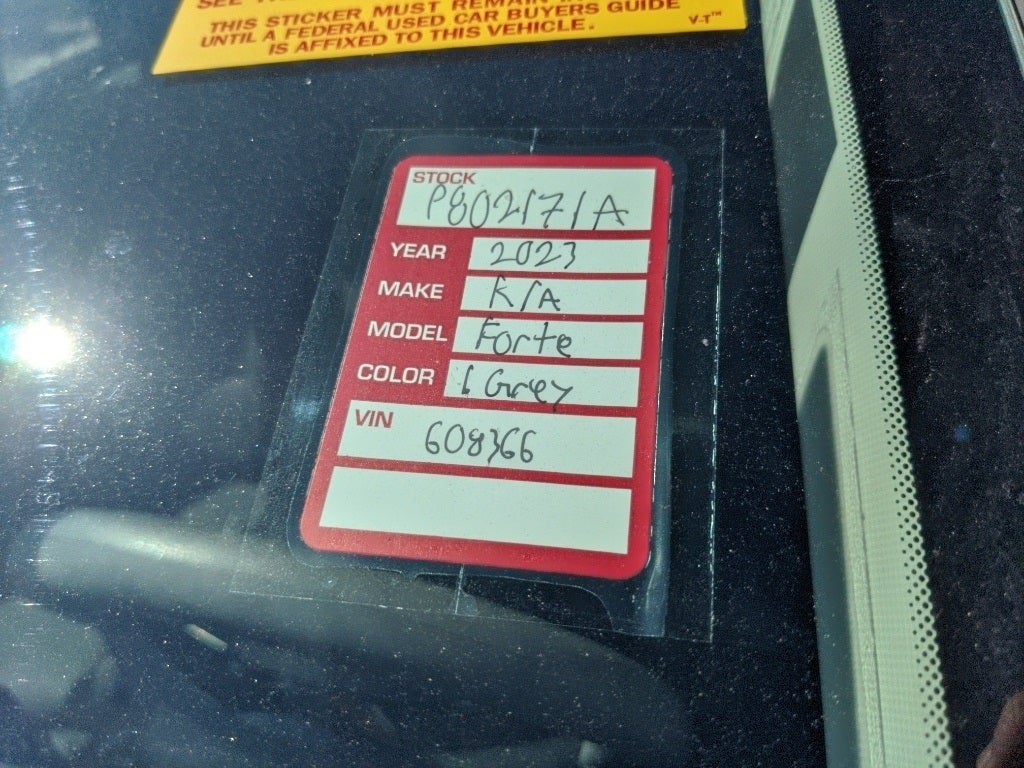 THIS STICKER MUST REMAIN
UNTIL A FEDERAL USED CAR BUYERS GUIDE
IS AFFIXED TO THIS VEHICLE.
V-T™
STOCK
P802171A
YEAR 2023
MAKE KIA
MODEL Forte
COLOR Grey
VIN
608366